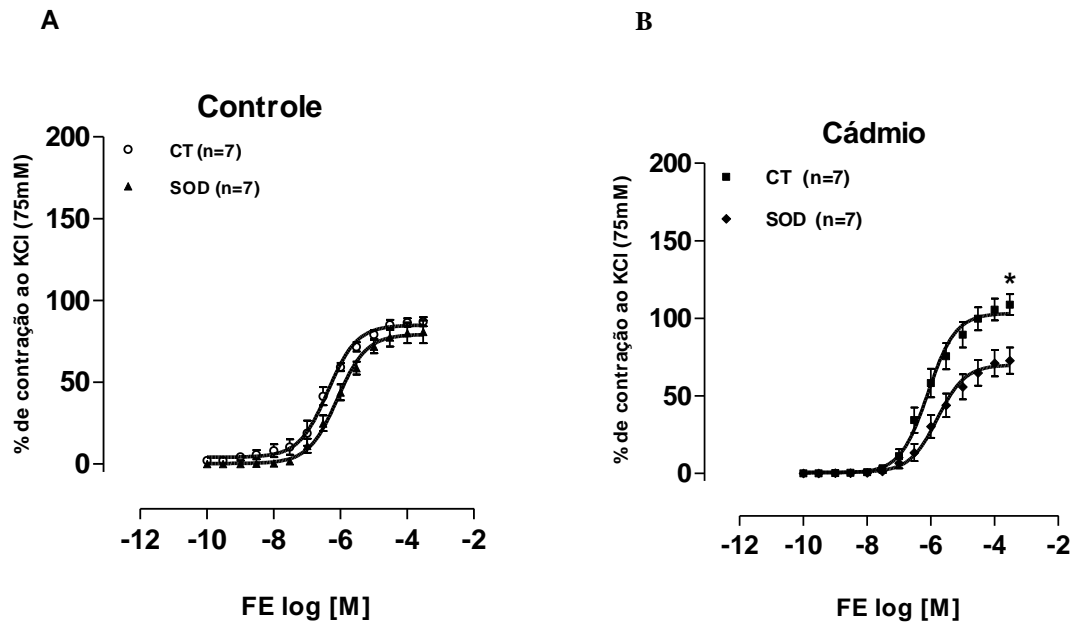 A
Controle
CT (n=7)
SOD (n=7)
% de contração ao KCl (75mM)
200
150
100
50
0
-12 -10 -8 -6 -4 -2
FE log [M]
B
Cádmio
CT (n=7)
SOD (n=7)
% de contração ao KCl (75mM)
200
150
100
50
0
*
-12 -10 -8 -6 -4 -2
FE log [M]